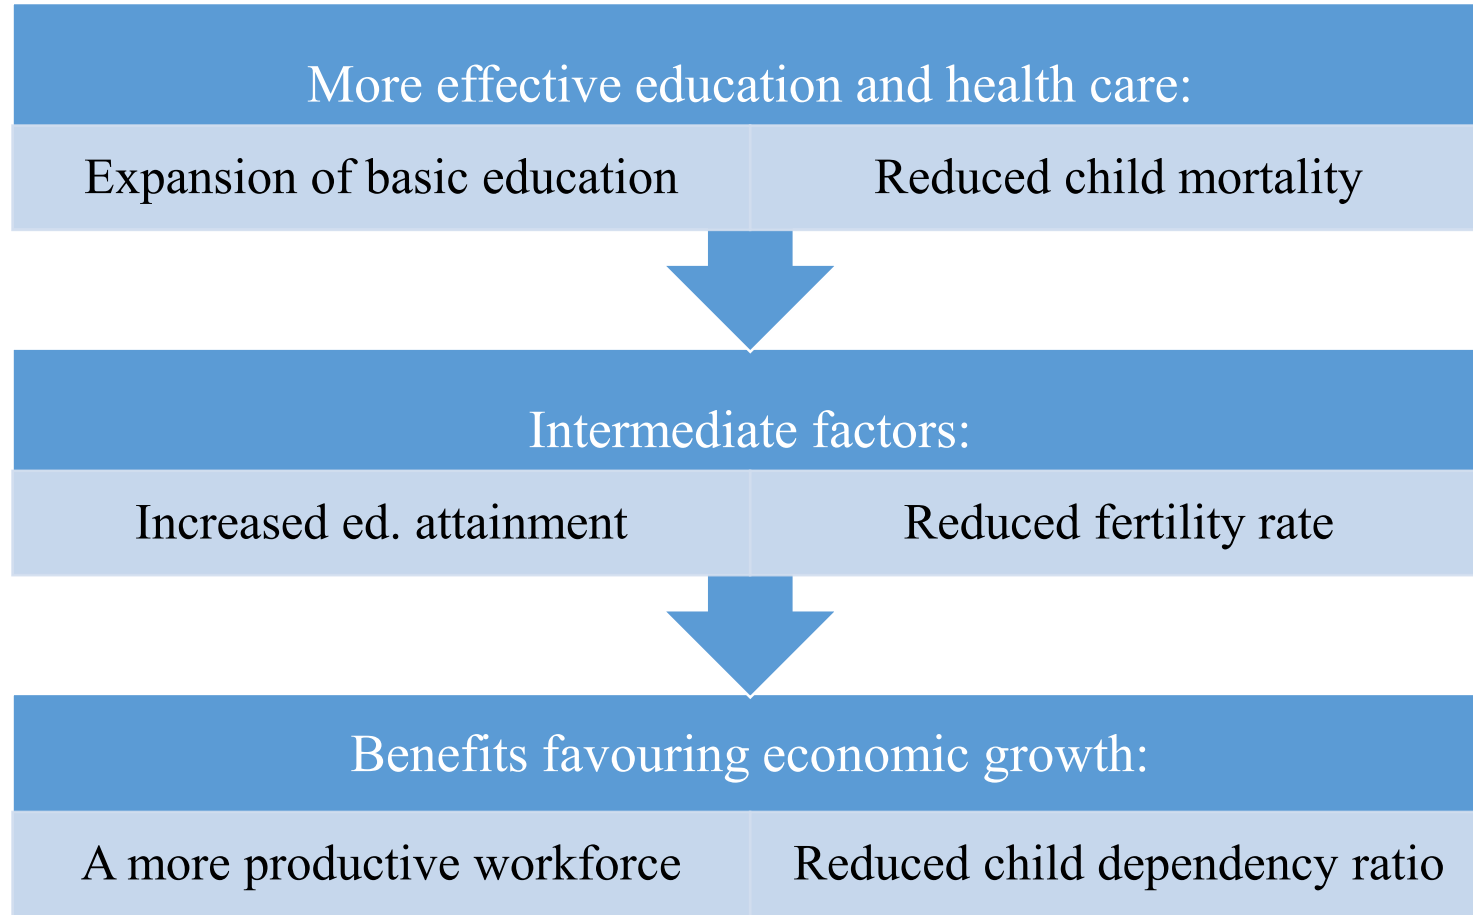 More effective education and health care:
Expansion of basic education
Reduced child mortality
Intermediate factors:
Increased ed. attainment
Reduced fertility rate
Benefits favouring economic growth:
A more productive workforce
Reduced child dependency ratio